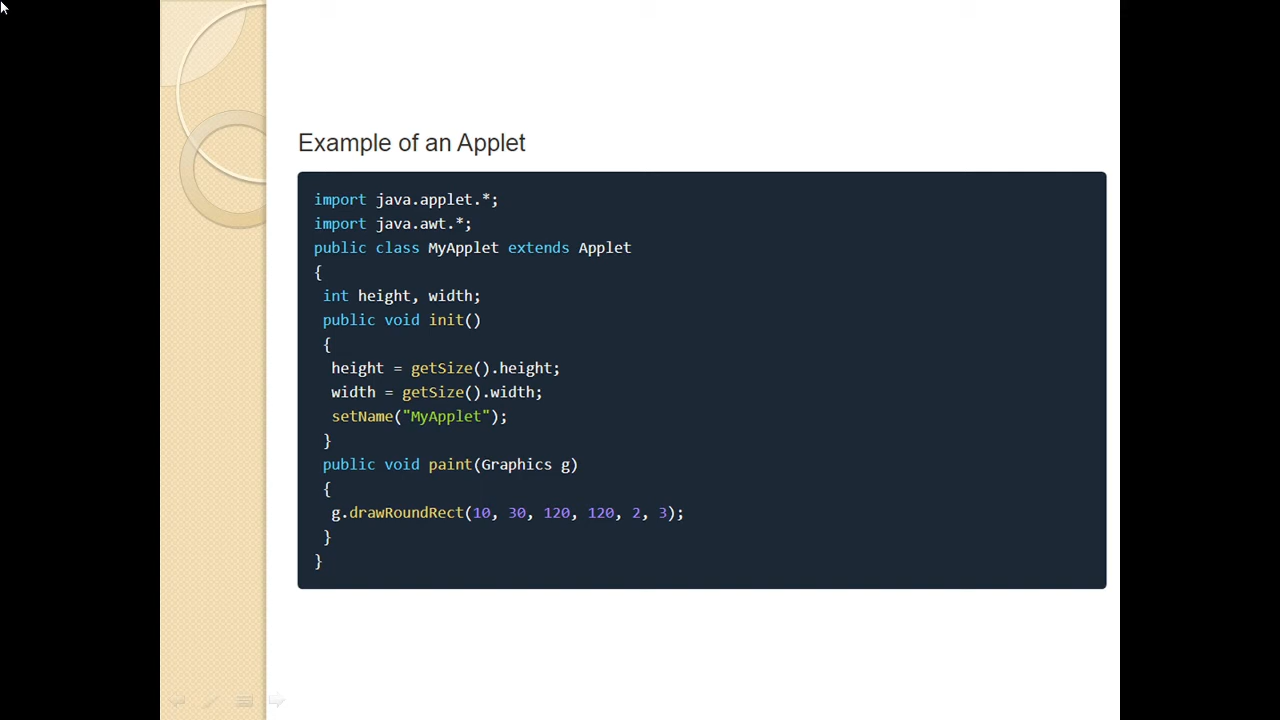 Example of an Applet
import java.applet.*;
import java.awt.*;
public class MyApplet extends Applet
{
 int height, width;
 public void init()
 {
  height = getSize().height;
  width = getSize().width;
  setName("MyApplet");
 }
 public void paint(Graphics g)
 {
  g.drawRoundRect(10, 30, 120, 120, 2, 3);
 }
}